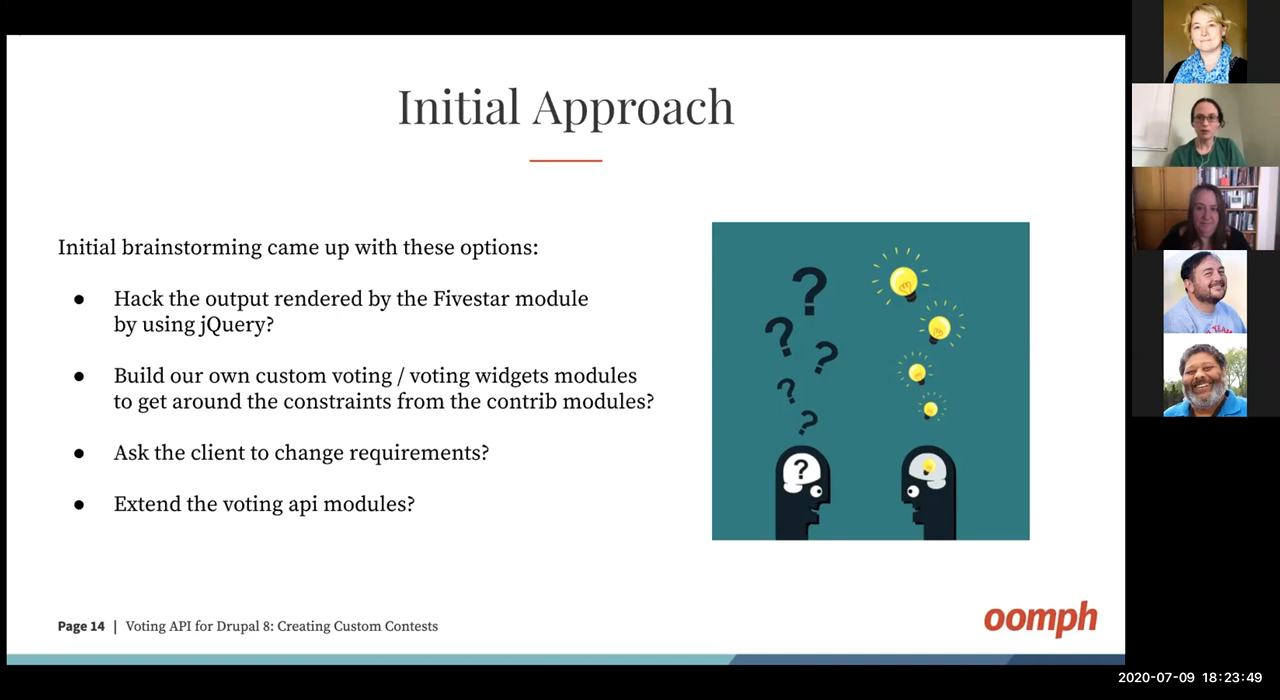 Initial Approach
Initial brainstorming came up with these options:
● Hack the output rendered by the Fivestar module
by using jQuery?
● Build our own custom voting / voting widgets modules
to get around the constraints from the contrib modules?
● Ask the client to change requirements?
● Extend the voting api modules?
? ? ? ? ? ?
Page 14 | Voting API for Drupal 8: Creating Custom Contests
oomph
2020-07-09 18:23:49